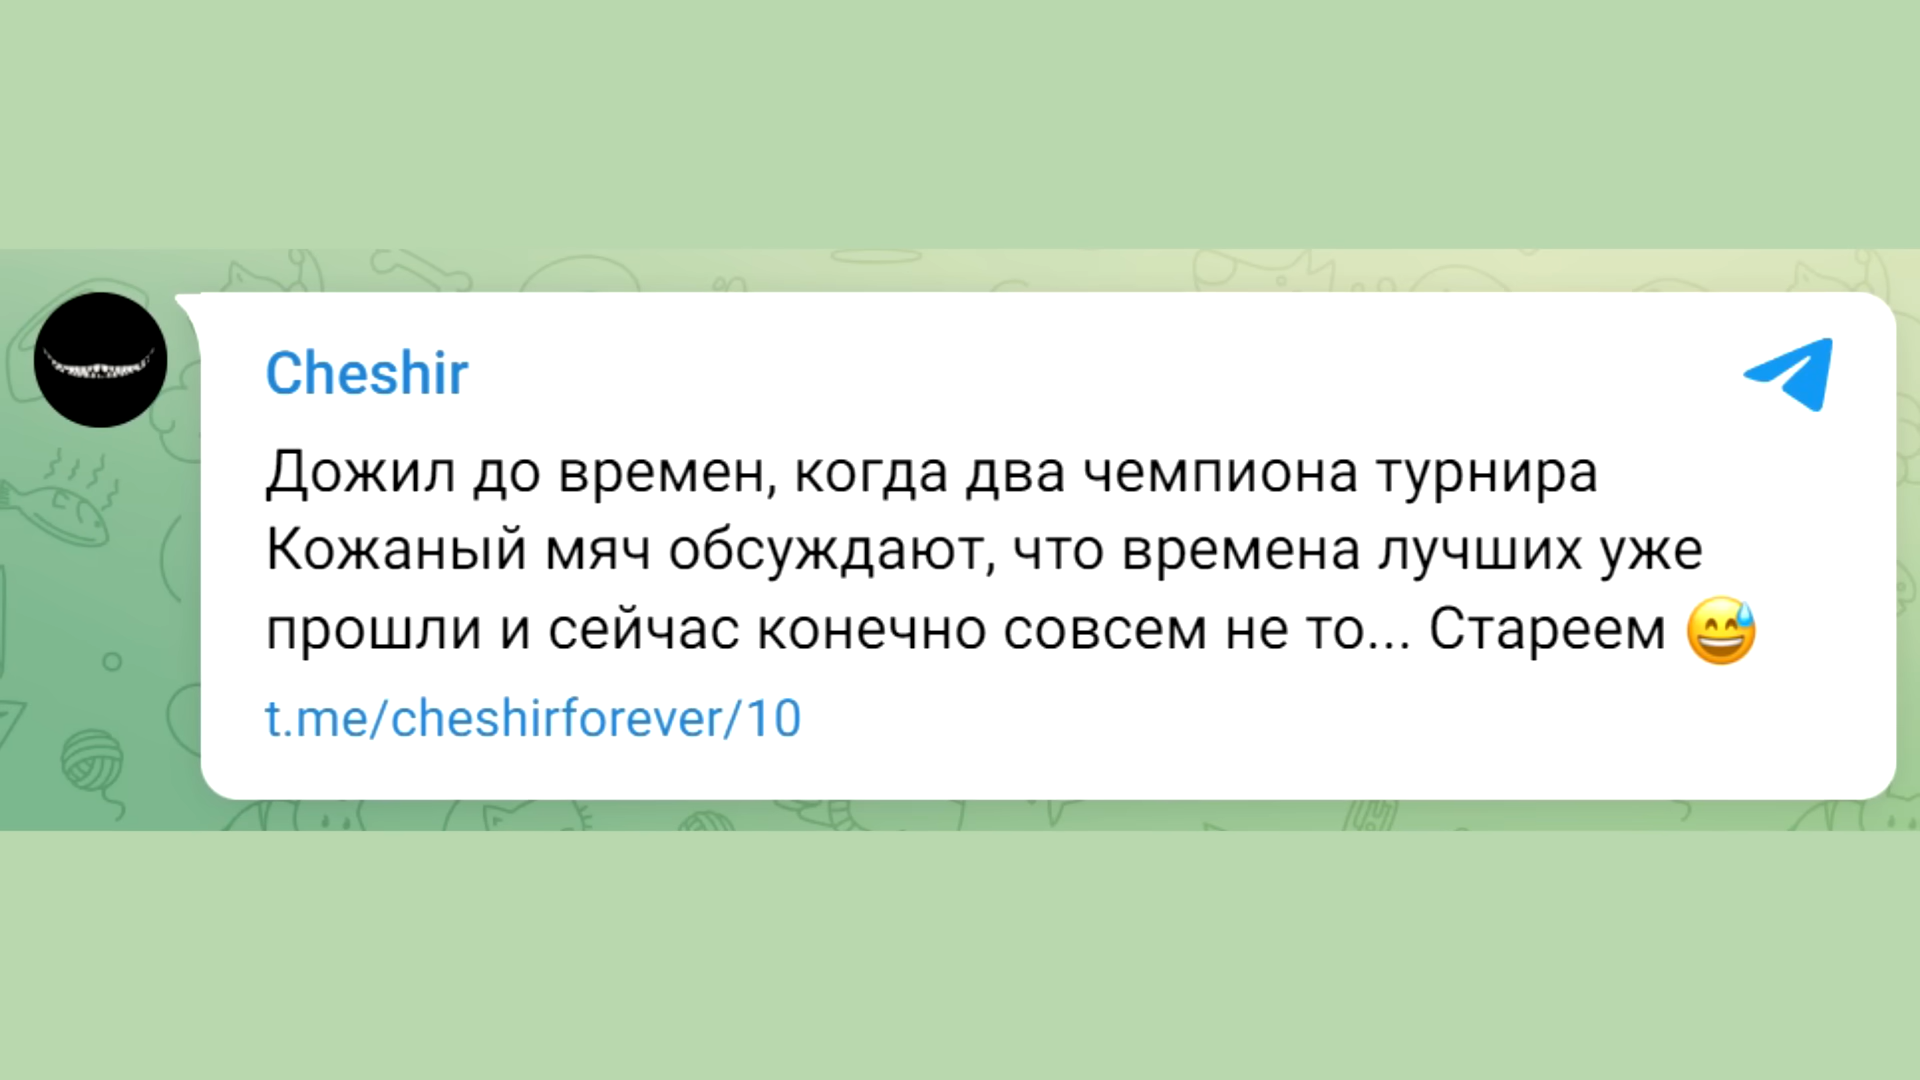 Cheshir
Дожил до времен, когда два чемпиона турнира
Кожаный мяч обсуждают, что времена лучших уже
прошли и сейчас конечно совсем не то... Стареем 😅
t.me/cheshirforever/10